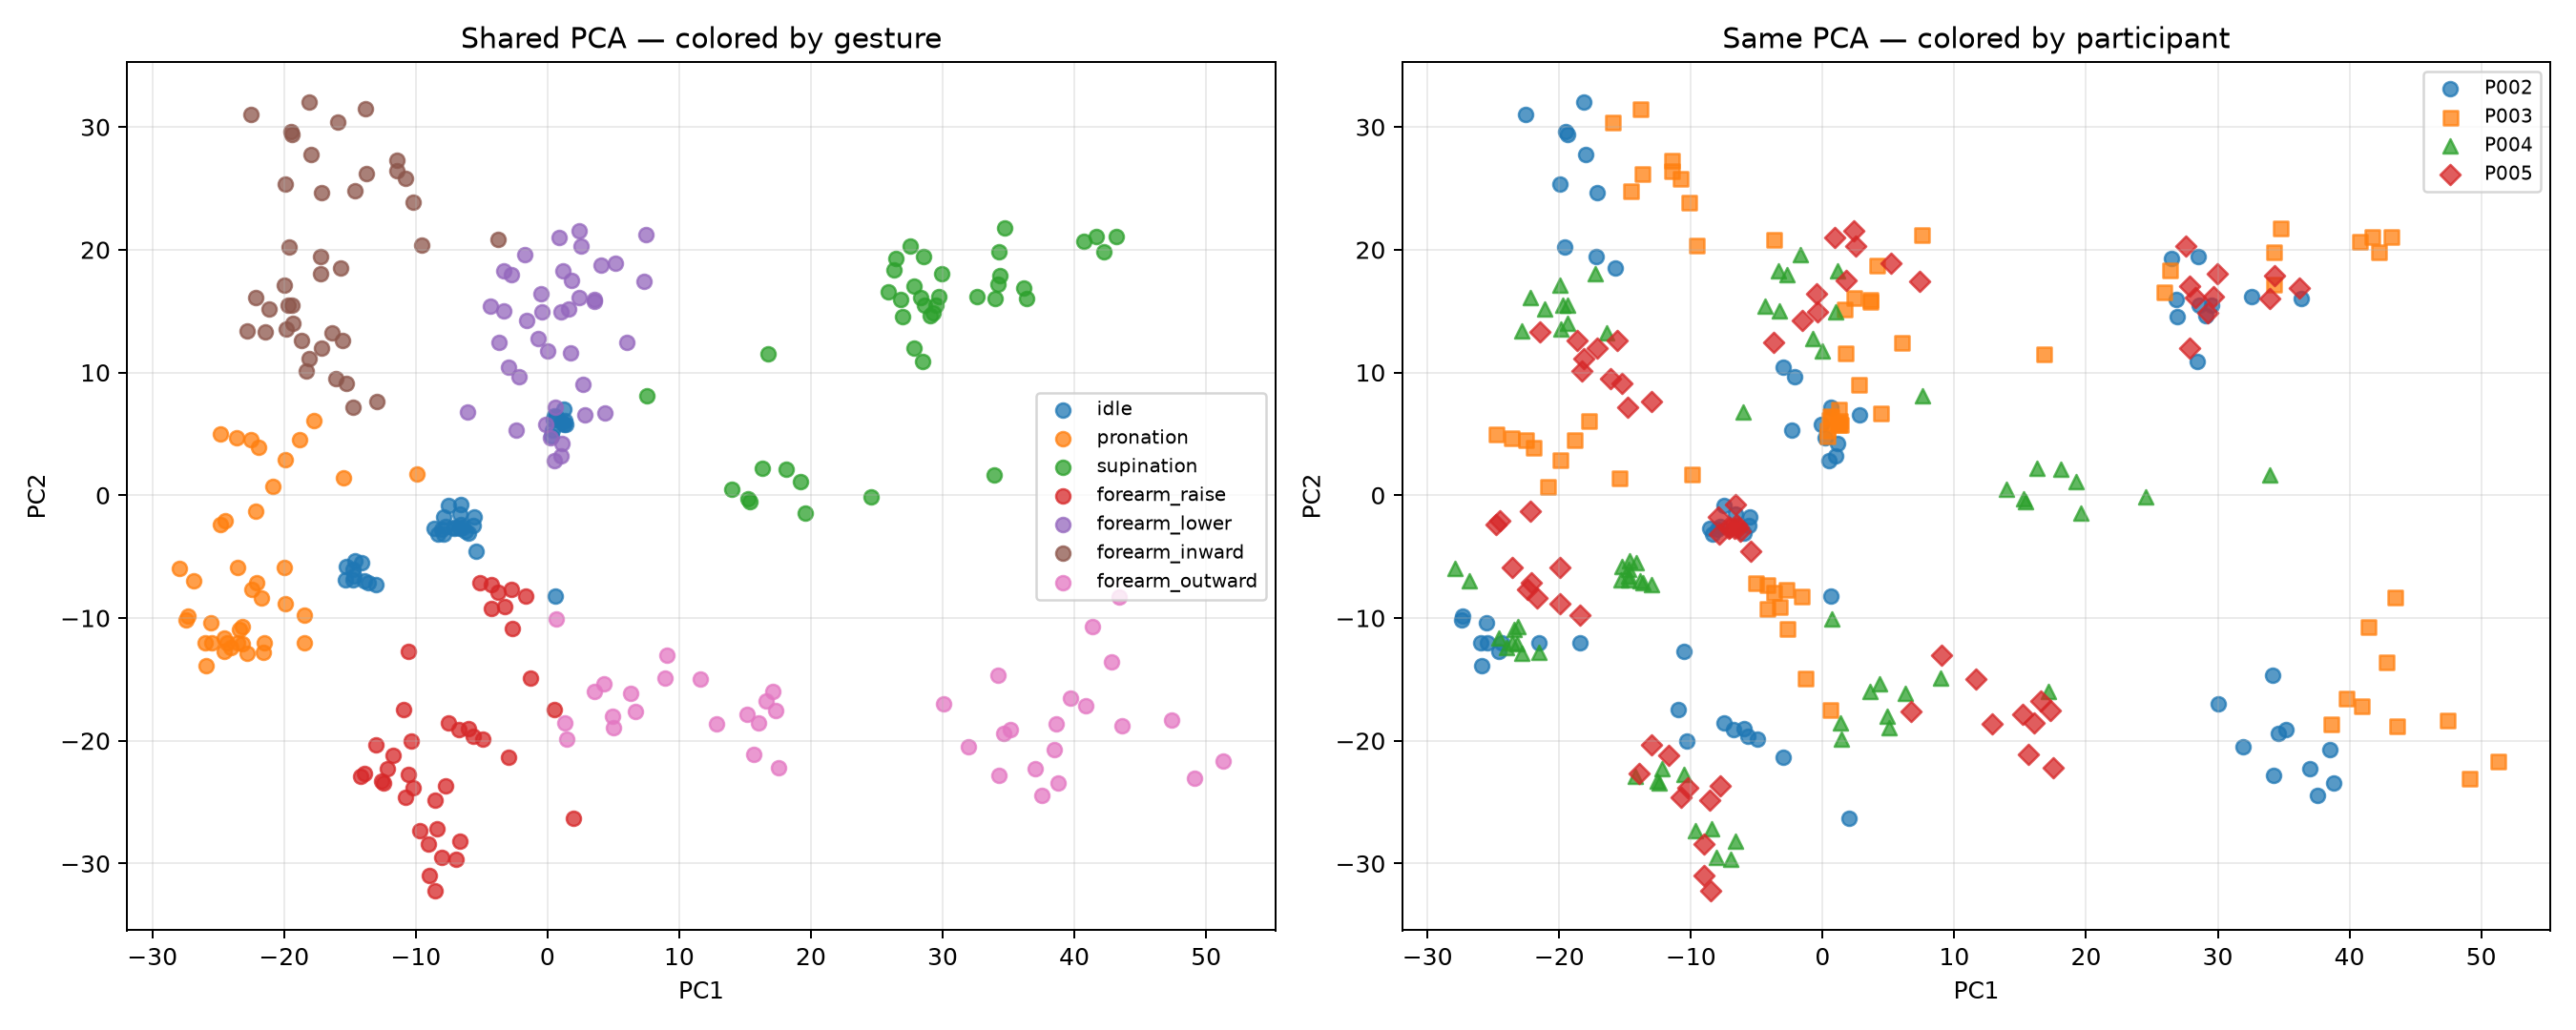 Shared PCA — colored by gesture
PC2
30
20
10
0
−10
−20
−30
−30
−20
−10
0
10
20
30
40
50
PC1
idle
pronation
supination
forearm_raise
forearm_lower
forearm_inward
forearm_outward
Same PCA — colored by participant
PC2
30
20
10
0
−10
−20
−30
−30
−20
−10
0
10
20
30
40
50
PC1
P002
P003
P004
P005